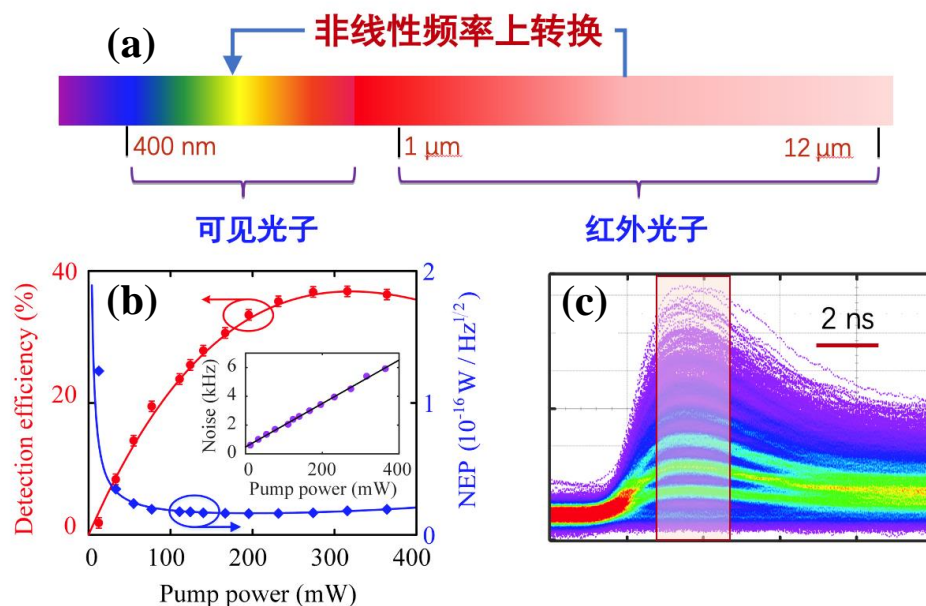 (a)
非线性频率上转换
400 nm
1 μm
12 μm
可见光子
红外光子
(b)
Detection efficiency (%)
40
20
0
0
100
200
300
400
Pump power (mW)
2
1
0
NEP (10-16 W / Hz1/2)
Noise (kHz)
6
4
2
0
0
200
400
Pump power (mW)
(c)
2 ns